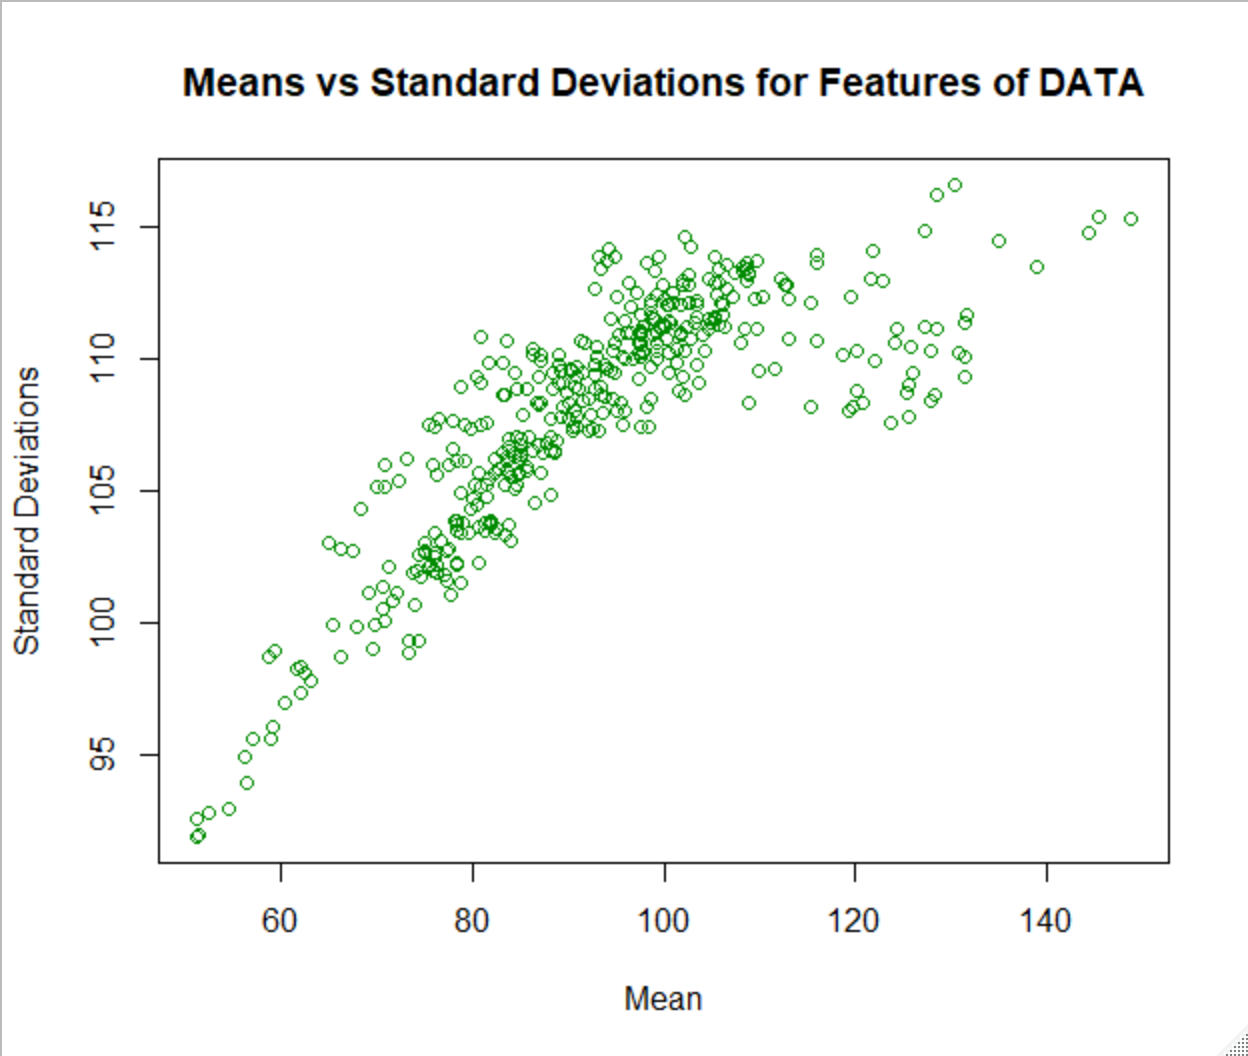 Means vs Standard Deviations for Features of DATA
Standard Deviations
115
110
105
100
95
60 80 100 120 140
Mean